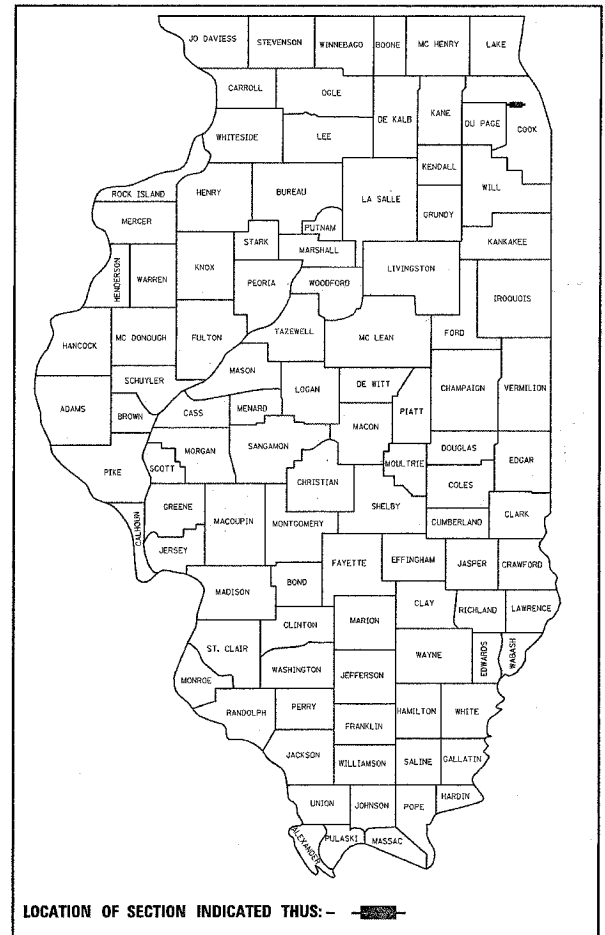 JO DAVIESS
STEVENSON
WINNEBAGO
BOONE
MC HENRY
LAKE
CARROLL
OGLE
DE KALB
KANE
DU PAGE
COOK
WHITESIDE
LEE
KENDALL
WILL
ROCK ISLAND
HENRY
BUREAU
LA SALLE
GRUNDY
MERCER
PUTNAM
STARK
MARSHALL
KANKAKEE
HENDERSON
WARREN
KNOX
PEORIA
WOODFORD
LIVINGSTON
IROQUOIS
HANCOCK
MC DONOUGH
FULTON
TAZEWELL
MC LEAN
FORD
MASON
SCHUYLER
LOGAN
DE WITT
CHAMPAIGN
VERMILION
ADAMS
BROWN
CASS
MENARD
PIATT
MACON
MORGAN
SANGAMON
DOUGLAS
EDGAR
PIKE
SCOTT
CHRISTIAN
MOULTRIE
COLES
GREENE
MACOUPIN
SHELBY
CLARK
CALHOUN
MONTGOMERY
CUMBERLAND
JERSEY
FAYETTE
EFFINGHAM
JASPER
CRAWFORD
MADISON
BOND
CLAY
RICHLAND
LAWRENCE
CLINTON
MARION
ST. CLAIR
WAYNE
EDWARDS
WABASH
WASHINGTON
JEFFERSON
MONROE
RANDOLPH
PERRY
HAMILTON
WHITE
FRANKLIN
JACKSON
WILLIAMSON
SALINE
GALLATIN
UNION
JOHNSON
POPE
HARDIN
ALEXANDER
PULASKI
MASSAC
LOCATION OF SECTION INDICATED THUS: -